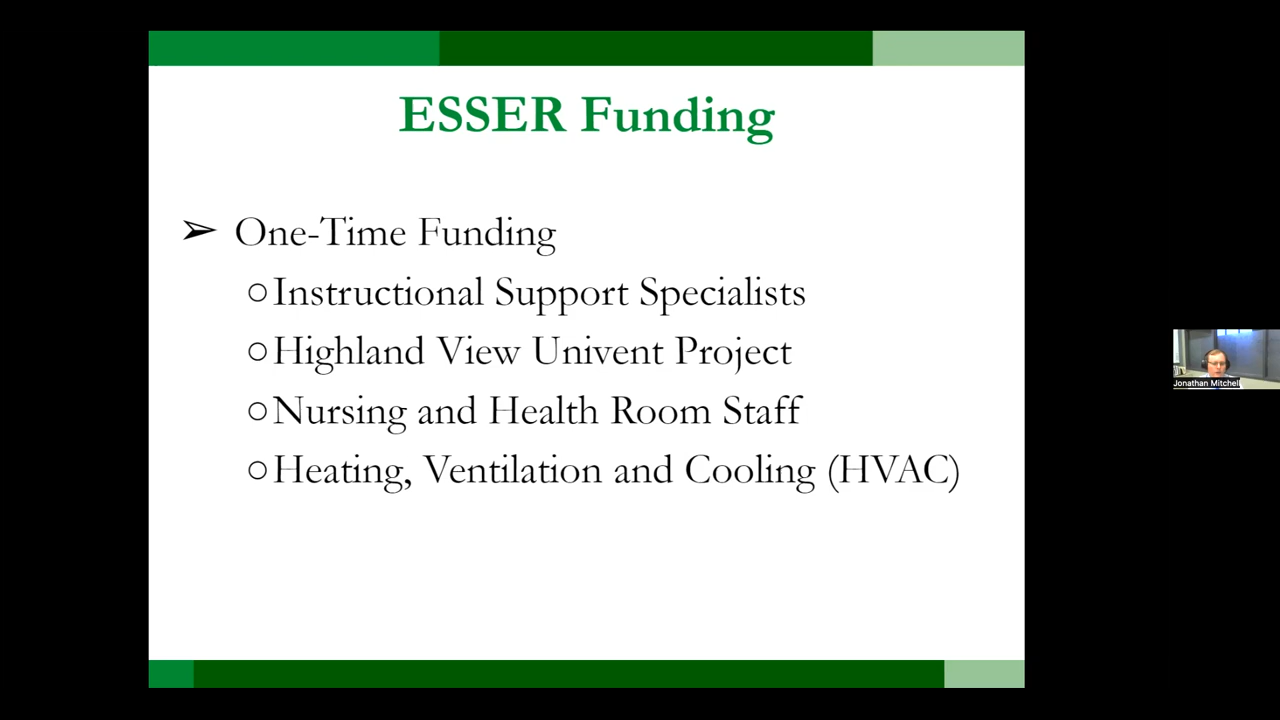 ESSER Funding
➢ One-Time Funding
○Instructional Support Specialists
○Highland View Univent Project
○Nursing and Health Room Staff
○Heating, Ventilation and Cooling (HVAC)
Jonathan Mitchell